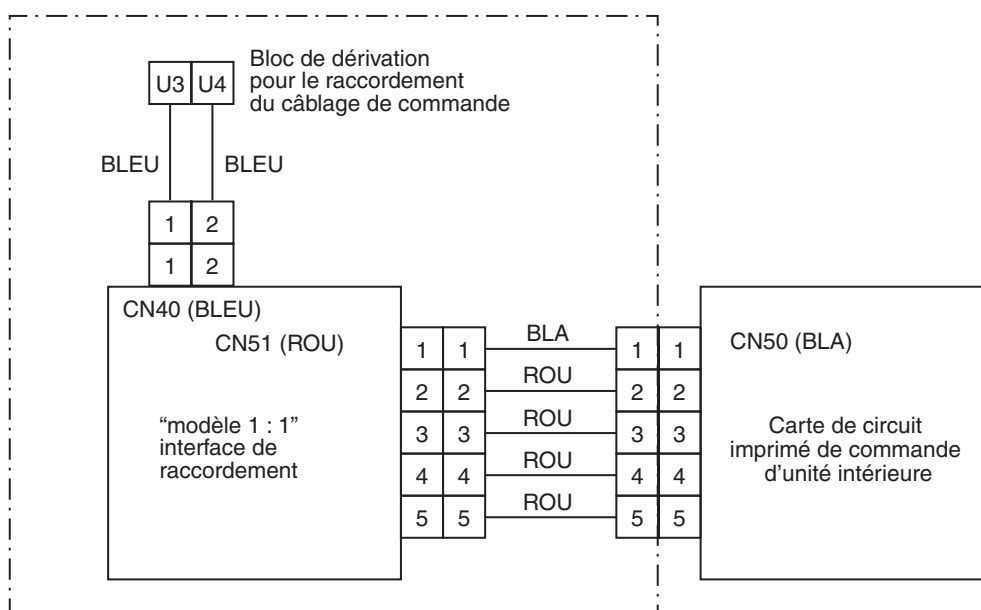 Bloc de dérivation
pour le raccordement
du câblage de commande
U3 U4
BLEU BLEU
1 2
1 2
CN40 (BLEU)
CN51 (ROU)
CN50 (BLA)
1 1 BLA 1 1
2 2 ROU 2 2
3 3 ROU 3 3
4 4 ROU 4 4
5 5 ROU 5 5
“modèle 1 : 1”
interface de
raccordement
Carte de circuit
imprimé de commande
d’unité intérieure